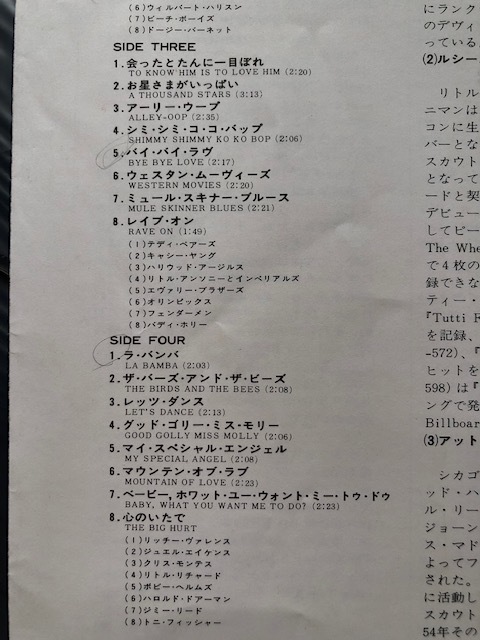 (6)ウィルバート・ハリスン
(7)ビーチ・ボーイズ
(8)ドージー・バーネット
SIDE THREE
1.会ったとたんに一目ぼれ
TO KNOW HIM IS TO LOVE HIM (2:20)
2.お星さまがいっぱい
A THOUSAND STARS (3:13)
3.アーリー・ウープ
ALLEY-OOP (2:35)
4.シミ・シミ・コ・コ・バップ
SHIMMY SHIMMY KO KO BOP (2:06)
5.バイ・バイ・ラヴ
BYE BYE LOVE (2:17)
6.ウェスタン・ムーヴィーズ
WESTERN MOVIES (2:20)
7.ミュール・スキナー・ブルース
MULE SKINNER BLUES (2:21)
8.レイブ・オン
RAVE ON (1:49)
(1)テディ・ベアーズ
(2)キャシー・ヤング
(3)ハリウッド・アージルス
(4)リトル・アンソニーとインペリアルズ
(5)エヴァリー・ブラザーズ
(6)オリンピックス
(7)フェンダーメン
(8)バディ・ホリー
SIDE FOUR
1.ラ・バンバ
LA BAMBA (2:03)
2.ザ・バーズ・アンド・ザ・ビーズ
THE BIRDS AND THE BEES (2:08)
3.レッツ・ダンス
LET'S DANCE (2:13)
4.グッド・ゴリー・ミス・モリー
GOOD GOLLY MISS MOLLY (2:06)
5.マイ・スペシャル・エンジェル
MY SPECIAL ANGEL (2:08)
6.マウンテン・オブ・ラブ
MOUNTAIN OF LOVE (2:23)
7.ベービー,ホワット・ユー・ウォント・ミー・トゥ・ドゥ
BABY, WHAT YOU WANT ME TO DO? (2:23)
8.心のいたで
THE BIG HURT
(1)リッチー・ヴァレンス
(2)ジュエル・エイケンス
(3)クリス・モンテス
(4)リトル・リチャード
(5)ボビー・ヘルムズ
(6)ハロルド・ドアーマン
(7)ジミー・リード
(8)トニ・フィッシャー
にランク
のデヴィ
っている
(2)ルシー
リトル
ニマンは
コンに生
バーとな
スカウト
となって
ードと契
デビュー
してピー
The Whe
で4枚の
録できな
ティー・
『Tutti F
を記録、
-572)、『
ヒットを
598)は『
ングで発
Billboar
(3)アット
シカゴ
ッド・ハ
ル・リー
ジョーン
ス・マド
よってフ
された。
に活動し
スカウト
54年その